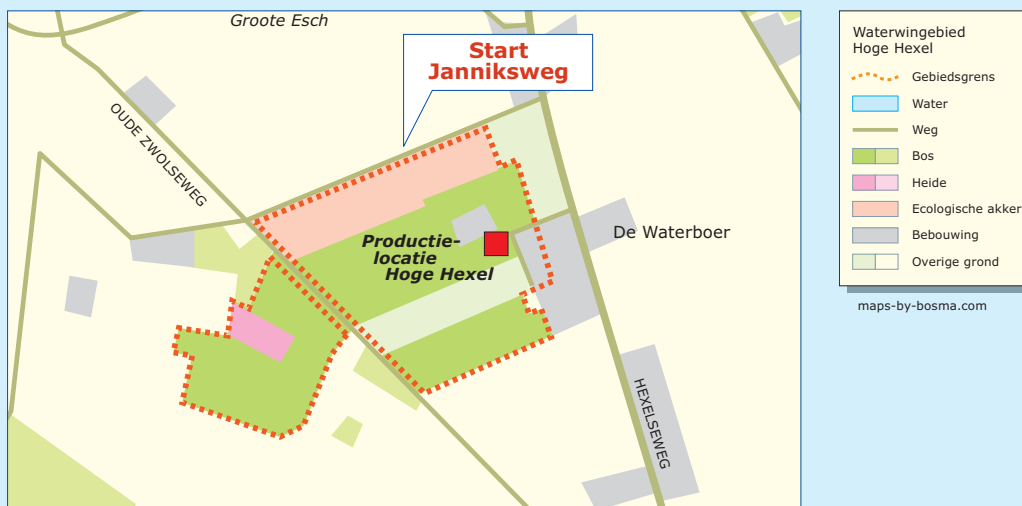 Groote Esch
Start
Janniksweg
OUDE ZWOLSEWEG
Productie-
locatie
Hoge Hexel
De Waterboer
HEXELSEWEG
Waterwingebied
Hoge Hexel
Gebiedsgrens
Water
Weg
Bos
Heide
Ecologische akker
Bebouwing
Overige grond
maps-by-bosma.com